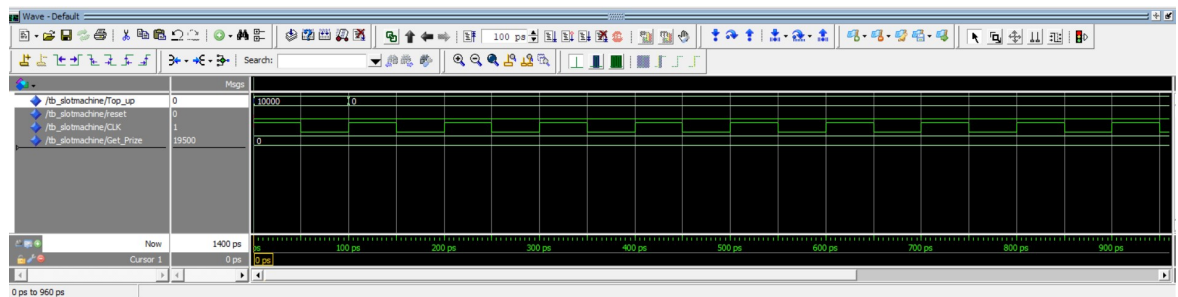 Wave - Default
100 ps
Search:
Msgs
/tb_slotmachine/Top_up 0 10000 0
/tb_slotmachine/reset 0
/tb_slotmachine/CLK 1
/tb_slotmachine/Get_Prize 19500 0
Now 1400 ps ps 100 ps 200 ps 300 ps 400 ps 500 ps 600 ps 700 ps 800 ps 900 ps
Cursor 1 0 ps 0 ps
0 ps to 960 ps